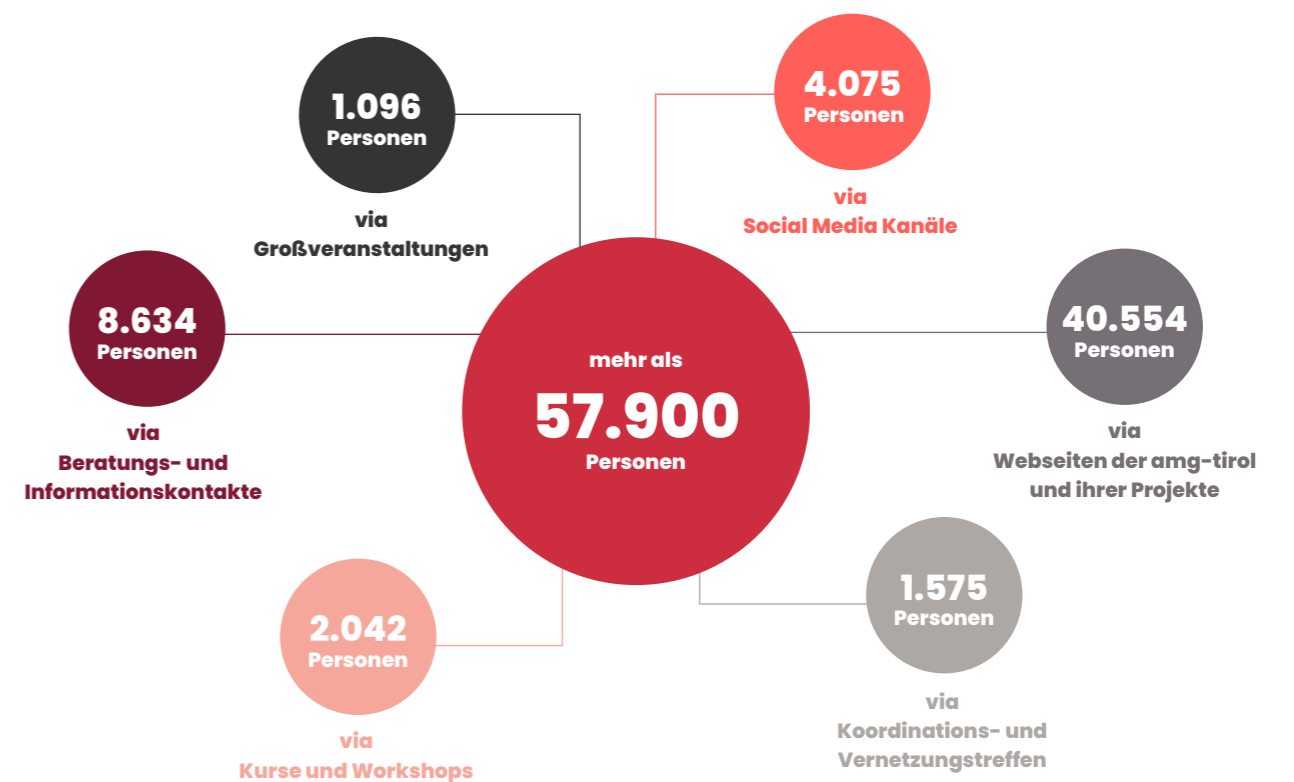 1.096
Personen
via
Großveranstaltungen
4.075
Personen
via
Social Media Kanäle
8.634
Personen
via
Beratungs- und
Informationskontakte
mehr als
57.900
Personen
40.554
Personen
via
Webseiten der amg-tirol
und ihrer Projekte
2.042
Personen
via
Kurse und Workshops
1.575
Personen
via
Koordinations- und
Vernetzungstreffen